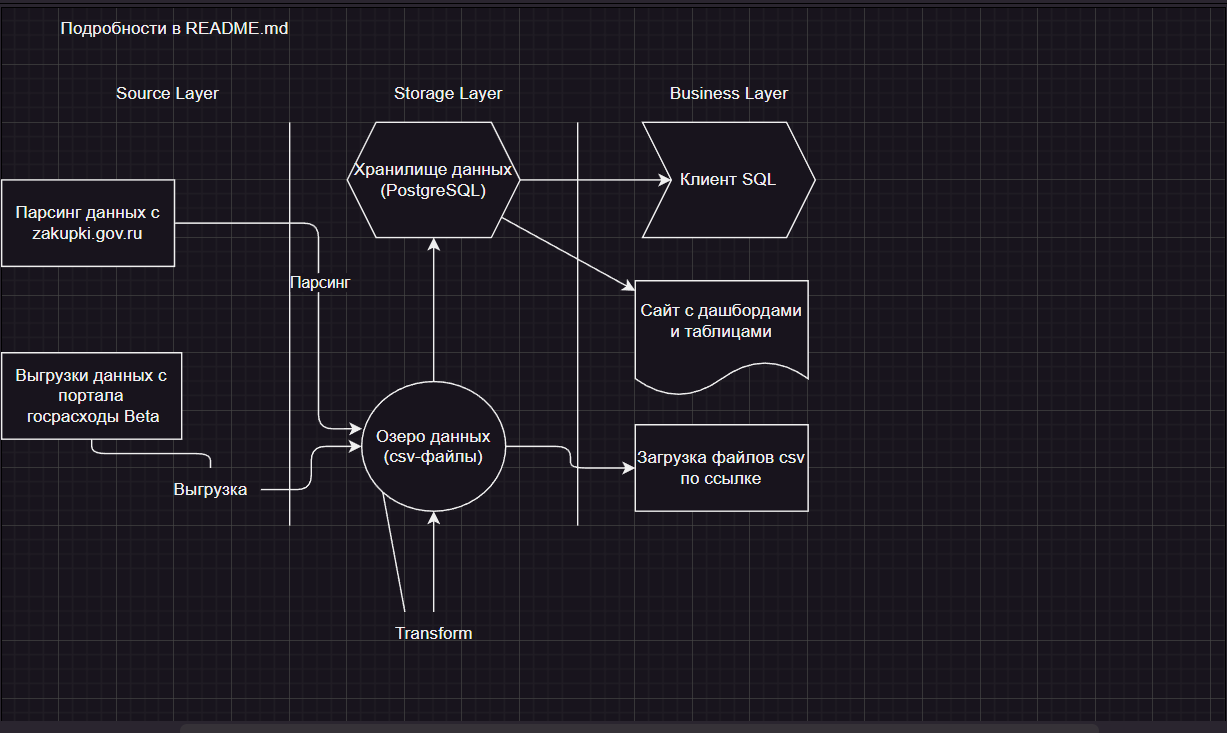 Подробности в README.md
Source Layer
Storage Layer
Business Layer
Хранилище данных
(PostgreSQL)
Клиент SQL
Парсинг данных с
zakupki.gov.ru
Парсинг
Сайт с дашбордами
и таблицами
Выгрузки данных с
портала
госрасходы Beta
Озеро данных
(csv-файлы)
Загрузка файлов csv
по ссылке
Выгрузка
Transform